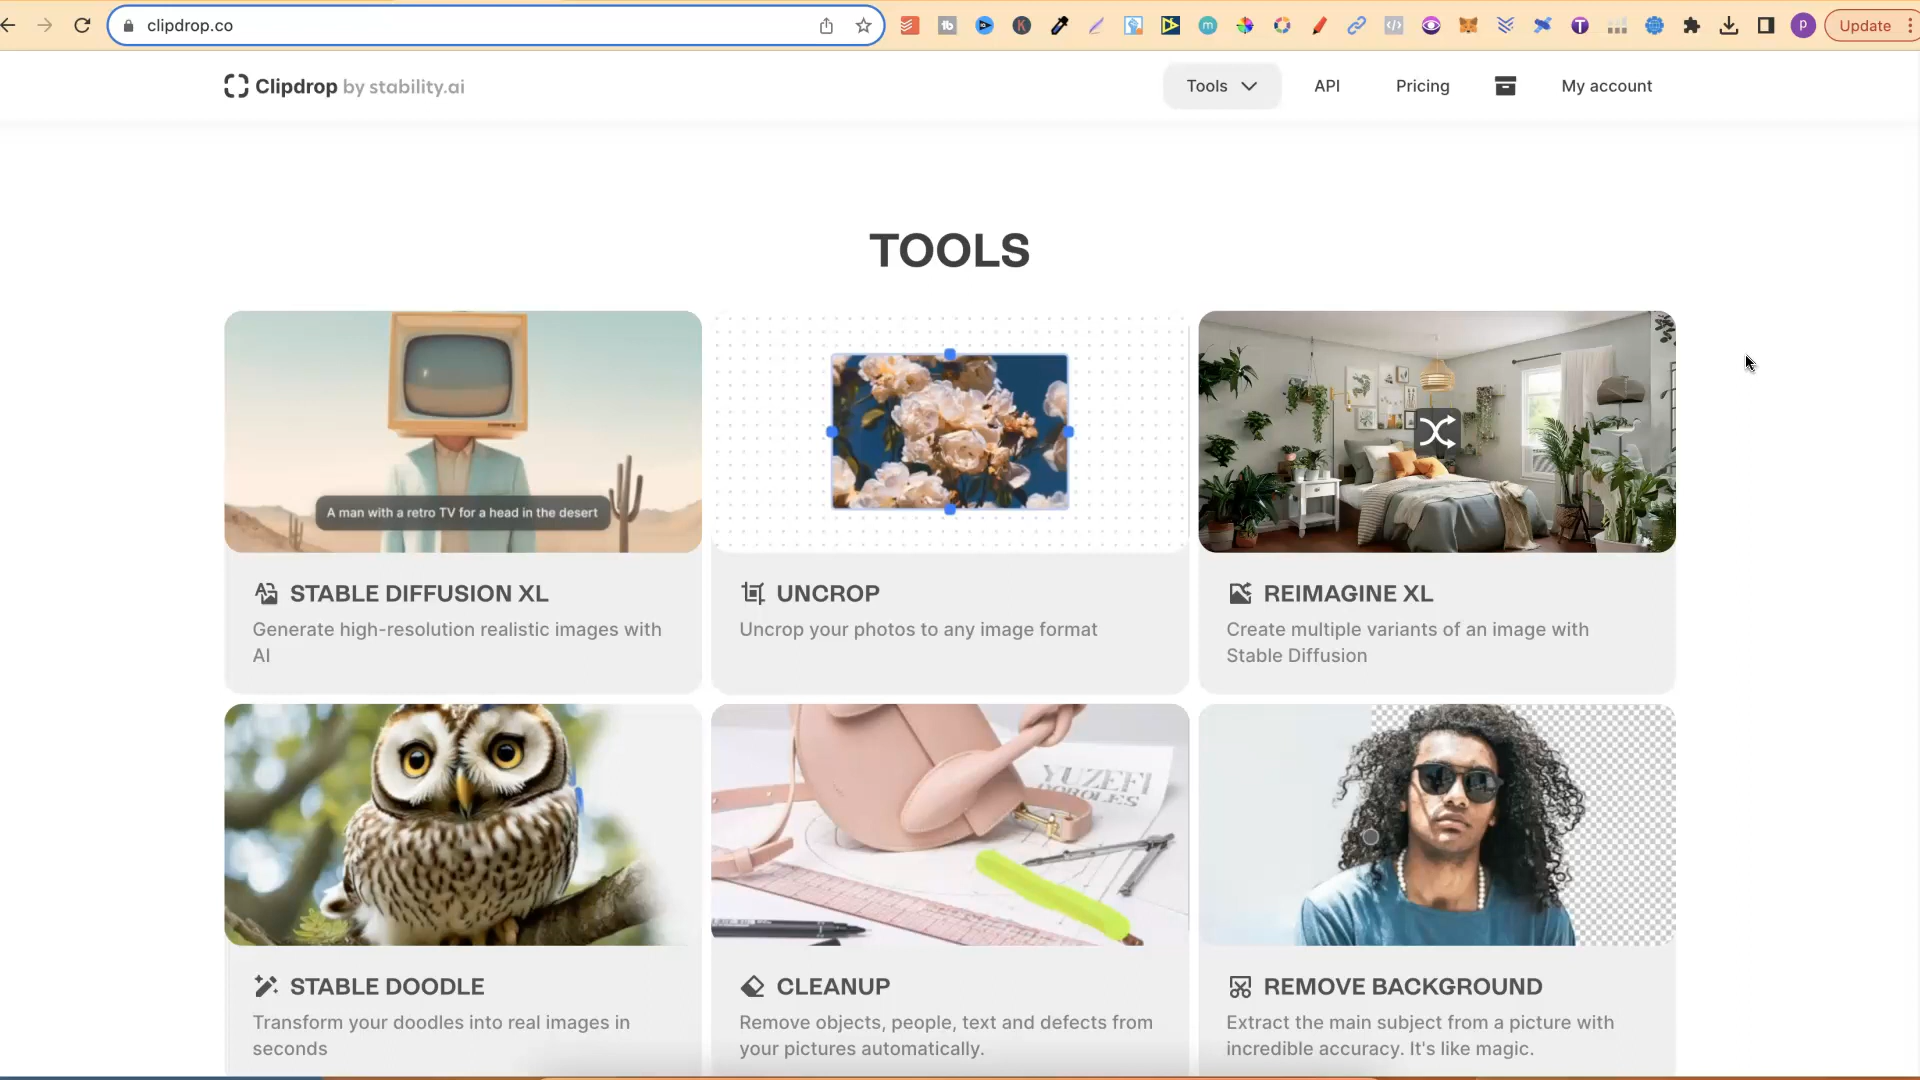 clipdrop.co
Update
Clipdrop by stability.ai
Tools
API
Pricing
My account
TOOLS
A man with a retro TV for a head in the desert
STABLE DIFFUSION XL
Generate high-resolution realistic images with
AI
UNCROP
Uncrop your photos to any image format
REIMAGINE XL
Create multiple variants of an image with
Stable Diffusion
STABLE DOODLE
Transform your doodles into real images in
seconds
CLEANUP
Remove objects, people, text and defects from
your pictures automatically.
REMOVE BACKGROUND
Extract the main subject from a picture with
incredible accuracy. It's like magic.